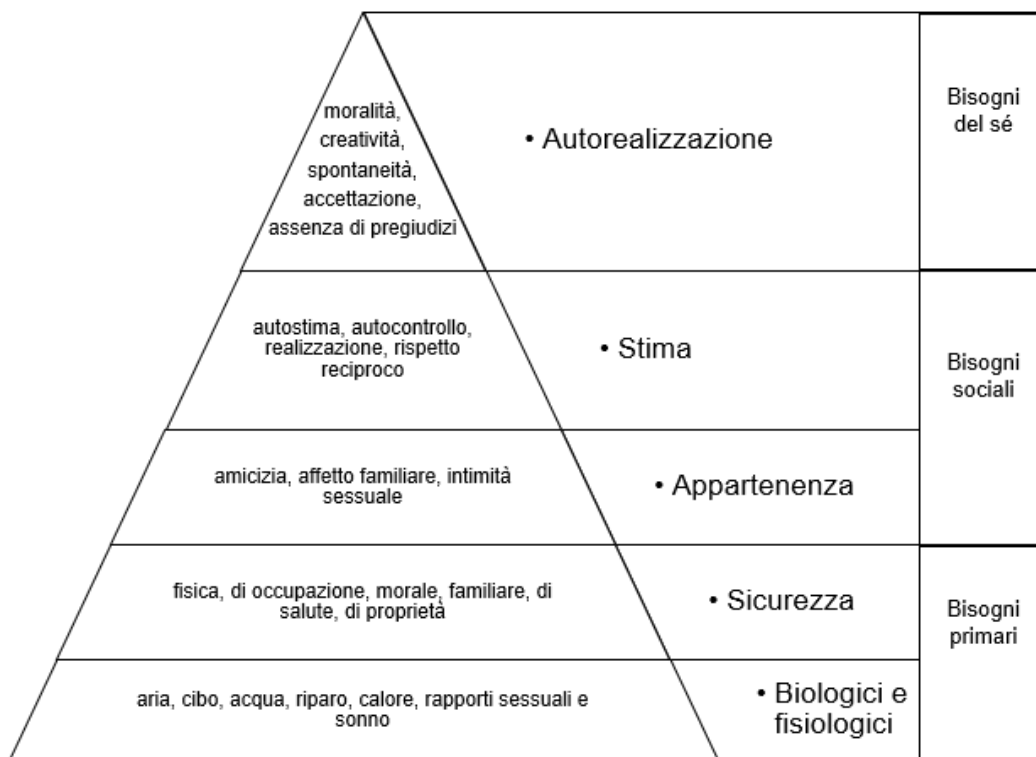 moralità,
creatività,
spontaneità,
accettazione,
assenza di pregiudizi
• Autorealizzazione
Bisogni
del sé
autostima, autocontrollo,
realizzazione, rispetto
reciproco
• Stima
Bisogni
sociali
amicizia, affetto familiare, intimità
sessuale
• Appartenenza
fisica, di occupazione, morale, familiare, di
salute, di proprietà
• Sicurezza
Bisogni
primari
aria, cibo, acqua, riparo, calore, rapporti sessuali e
sonno
• Biologici e
fisiologici